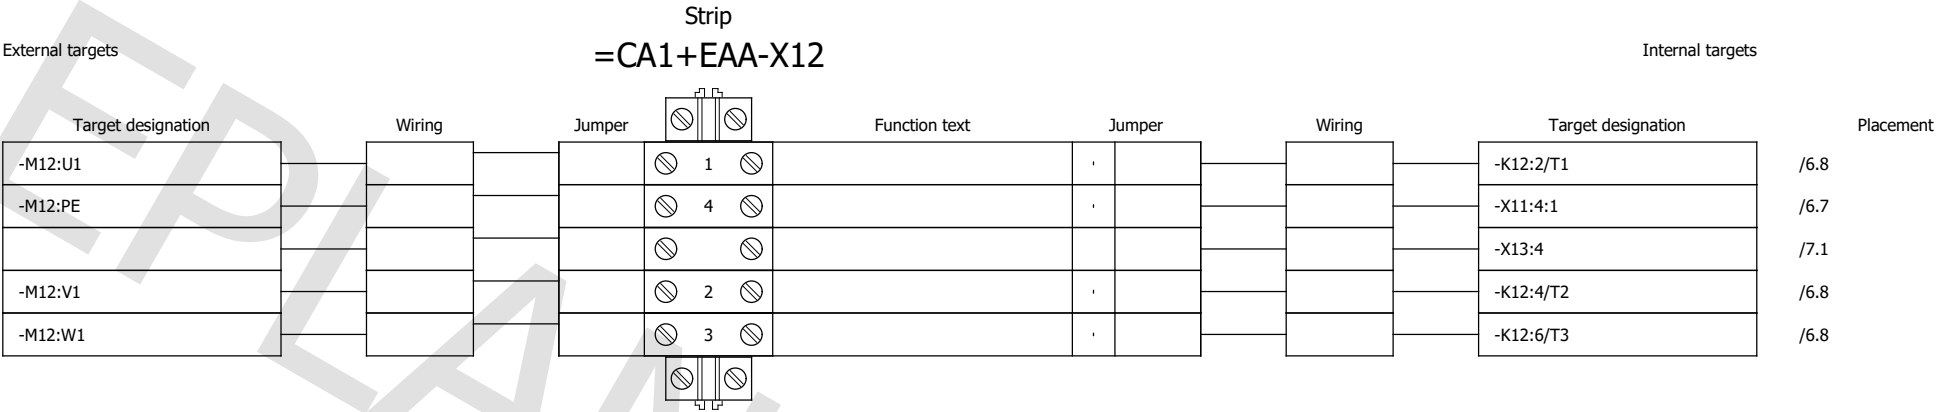 Strip
External targets =CA1+EAA-X12 Internal targets
Target designation Wiring Jumper Function text Jumper Wiring Target designation Placement
-M12:U1 1 -K12:2/T1 /6.8
-M12:PE 4 -X11:4:1 /6.7
-X13:4 /7.1
-M12:V1 2 -K12:4/T2 /6.8
-M12:W1 3 -K12:6/T3 /6.8
EPLAN